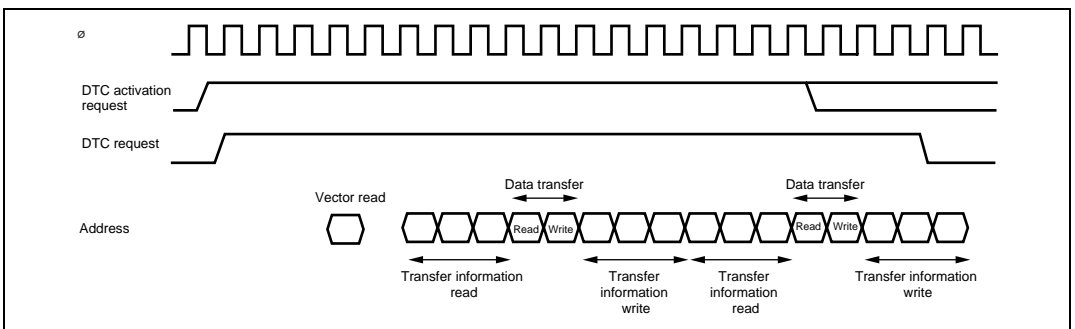 ø
DTC activation
request
DTC request
Vector read
Data transfer
Data transfer
Address
Read Write
Read Write
Transfer information
read
Transfer
information
write
Transfer
information
read
Transfer information
write